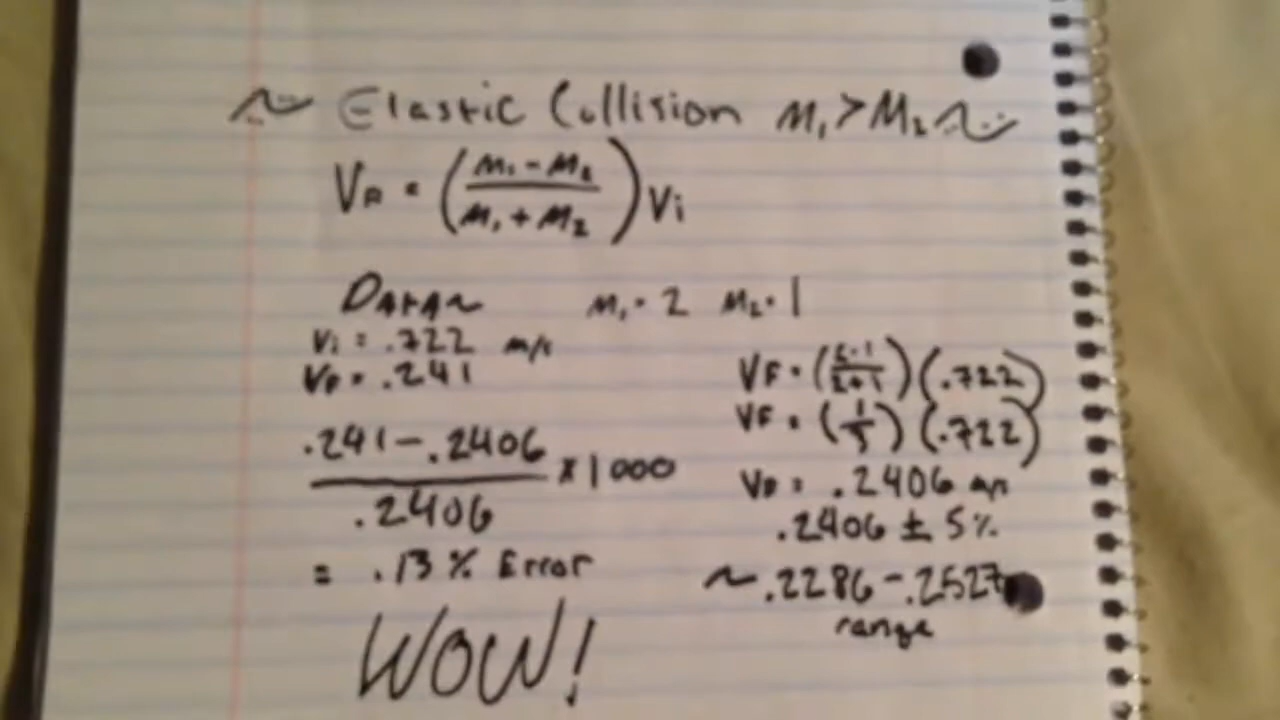 ~ Elastic Collision M₁>M₂ ~
VF = (M₁ - M₂ / M₁ + M₂) Vi
DATA~ M₁ = 2 M₂ = 1
Vi = .722 m/s
VF = .241
.241 - .2406 / .2406 × 1000
= .13% Error
WOW!
VF = (2-1 / 2+1)(.722)
VF = (1/3)(.722)
VF = .2406 m/s
.2406 ± 5%
~ .2286 - .2527
range